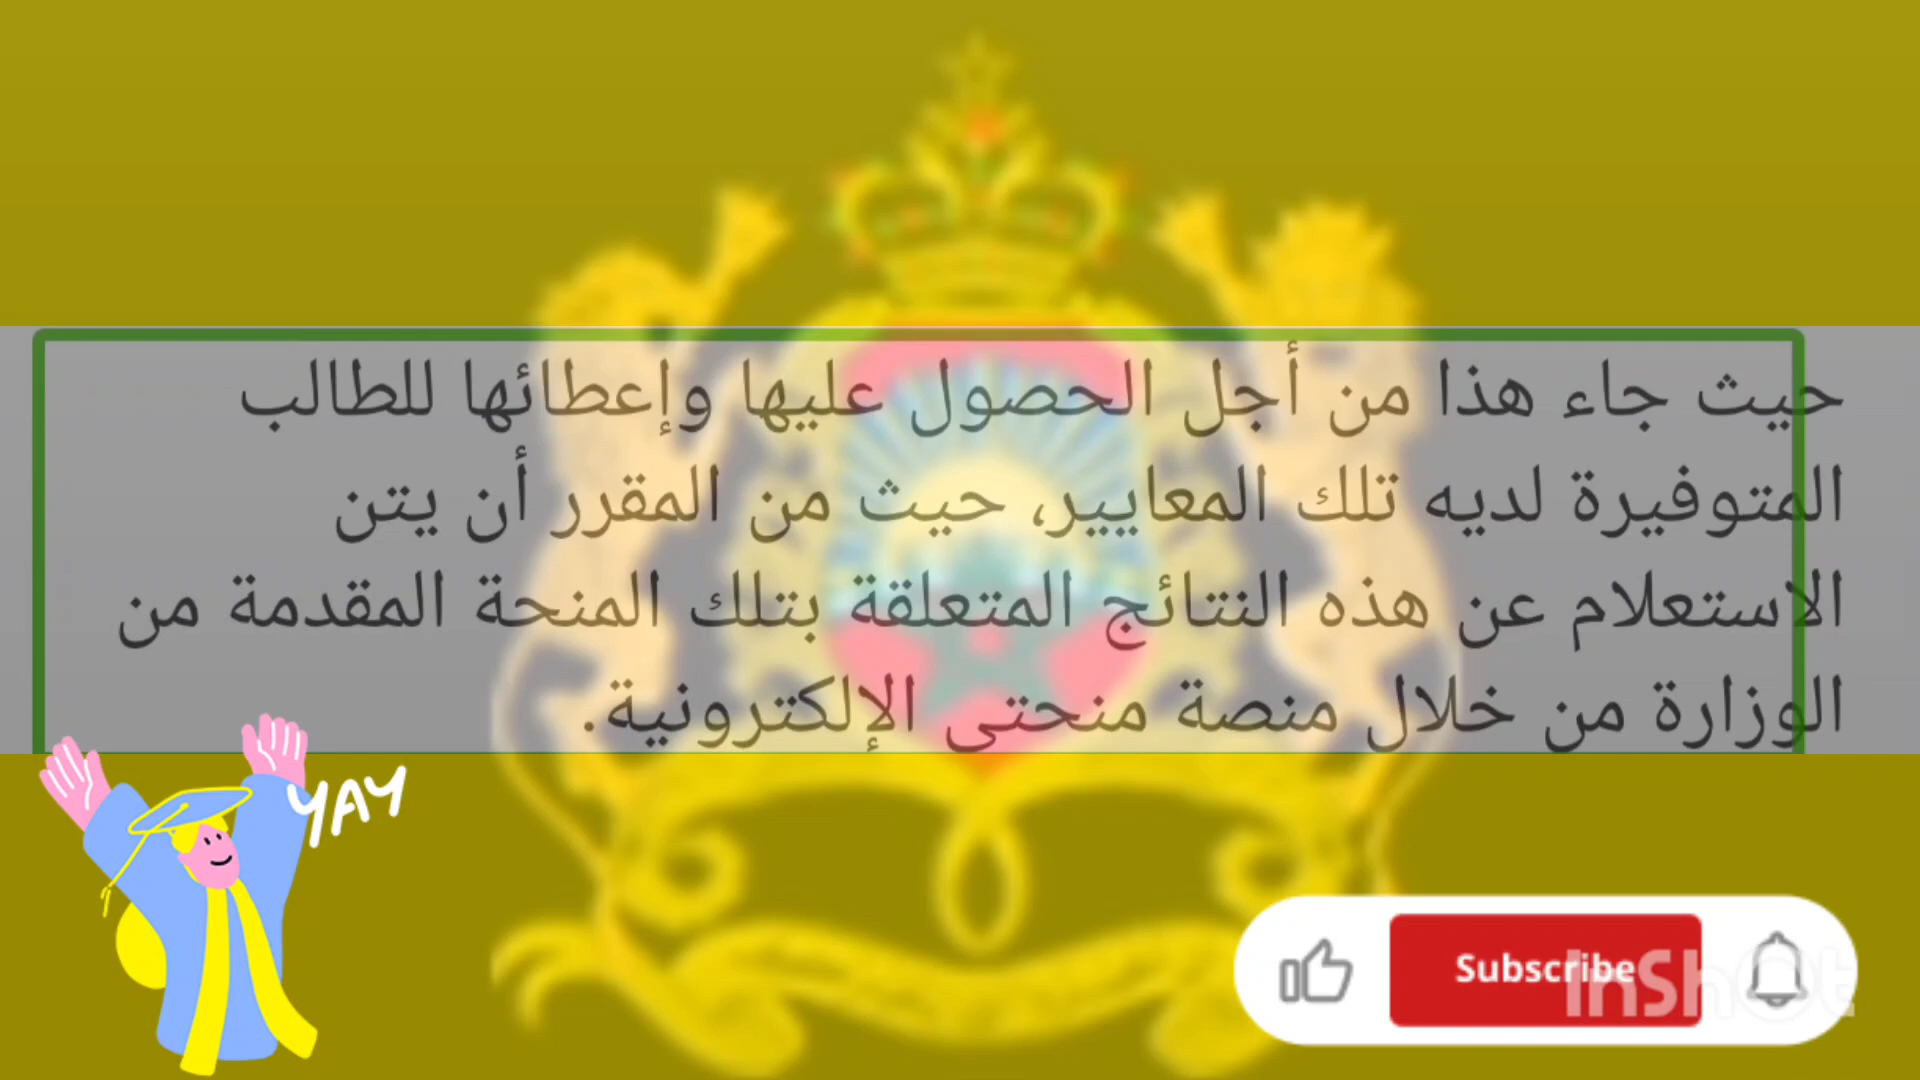 حيث جاء هذا من أجل الحصول عليها وإعطائها للطالب
المتوفيرة لديه تلك المعايير، حيث من المقرر أن يتن
الاستعلام عن هذه النتائج المتعلقة بتلك المنحة المقدمة من
الوزارة من خلال منصة منحتي الإلكترونية.
YAY
Subscribe
InShOt